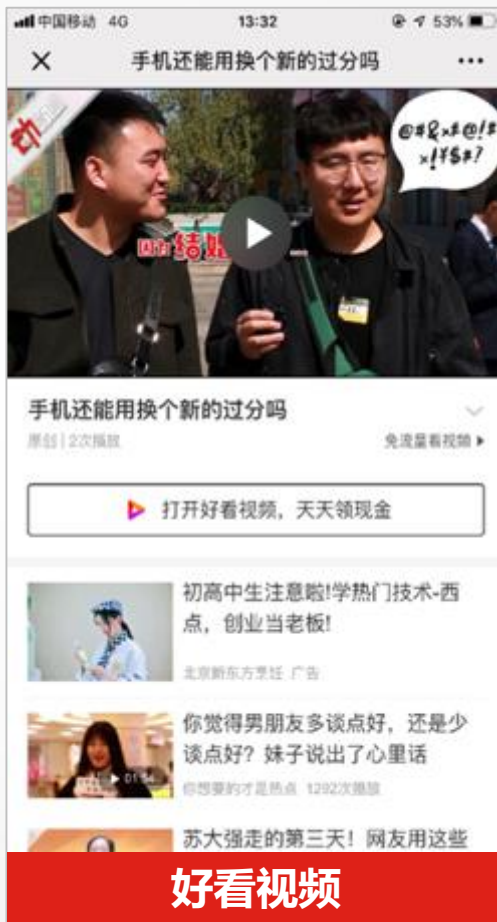 中国移动 4G 13:32 53%
手机还能用换个新的过分吗
@#&×#@!#
×!¥$#?
因为结婚
手机还能用换个新的过分吗
原创 | 2次播放 免流量看视频
打开好看视频，天天领现金
初高中生注意啦!学热门技术-西
点，创业当老板!
北京新东方烹饪 广告
你觉得男朋友多谈点好，还是少
谈点好？妹子说出了心里话
01:54
你想要的才是热点 1292次播放
苏大强走的第三天！网友用这些
好看视频